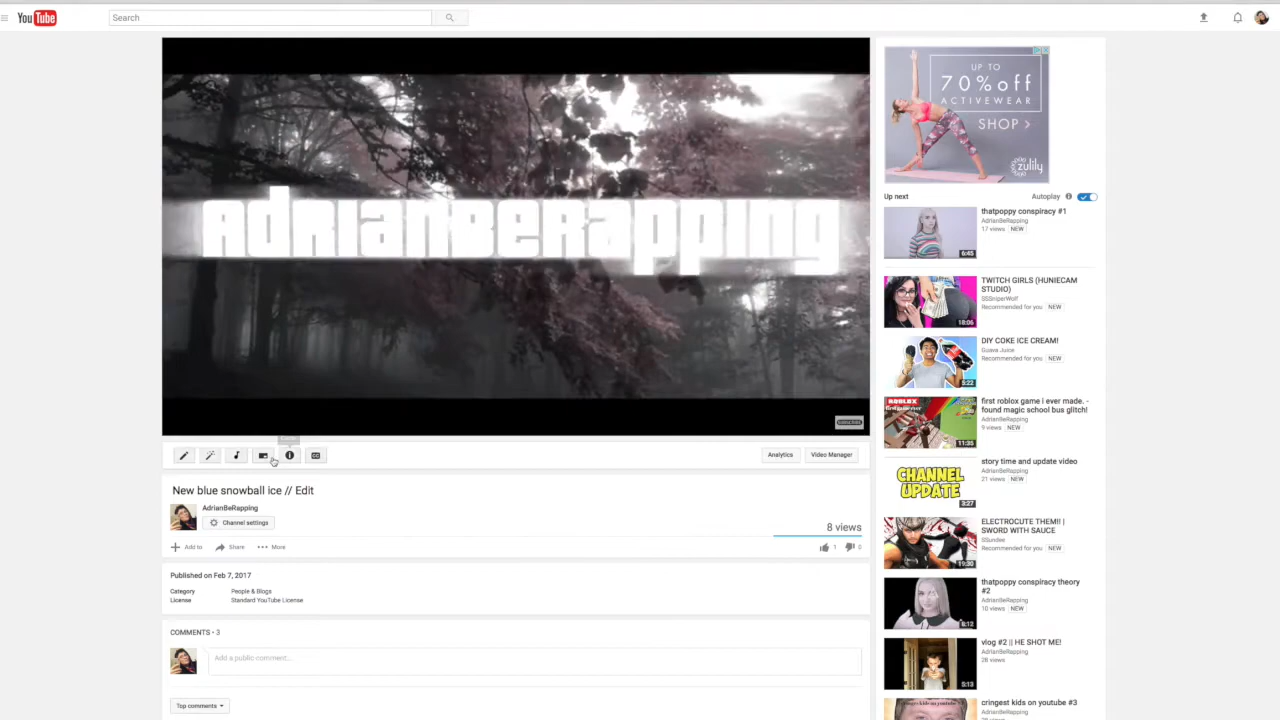 YouTube
Search
adrianBeRapping
UP TO
70% off
ACTIVEWEAR
SHOP >
zulily
Up next
Autoplay
thatpoppy conspiracy #1
AdrianBeRapping
17 views NEW
6:45
TWITCH GIRLS (HUNIECAM
STUDIO)
SSSniperWolf
Recommended for you NEW
18:06
DIY COKE ICE CREAM!
Guava Juice
Recommended for you NEW
5:22
first roblox game i ever made. -
found magic school bus glitch!
AdrianBeRapping
9 views NEW
ROBLOX
11:35
story time and update video
AdrianBeRapping
21 views NEW
CHANNEL
UPDATE
3:27
ELECTROCUTE THEM!! |
SWORD WITH SAUCE
SSundee
Recommended for you NEW
19:30
thatpoppy conspiracy theory
#2
AdrianBeRapping
10 views NEW
8:12
vlog #2 || HE SHOT ME!
AdrianBeRapping
28 views
5:13
cringest kids on youtube #3
AdrianBeRapping
CC
Analytics
Video Manager
New blue snowball ice // Edit
AdrianBeRapping
Channel settings
8 views
Add to
Share
More
1
0
Published on Feb 7, 2017
Category People & Blogs
License Standard YouTube License
COMMENTS • 3
Add a public comment...
Top comments